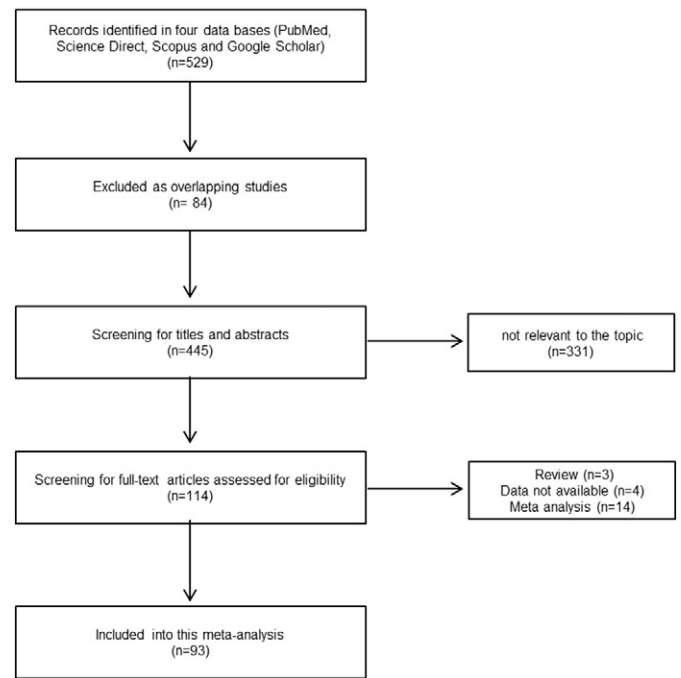 Records identified in four data bases (PubMed,
Science Direct, Scopus and Google Scholar)
(n=529)
Excluded as overlapping studies
(n= 84)
Screening for titles and abstracts
(n=445)
not relevant to the topic
(n=331)
Screening for full-text articles assessed for eligibility
(n=114)
Review (n=3)
Data not available (n=4)
Meta analysis (n=14)
Included into this meta-analysis
(n=93)